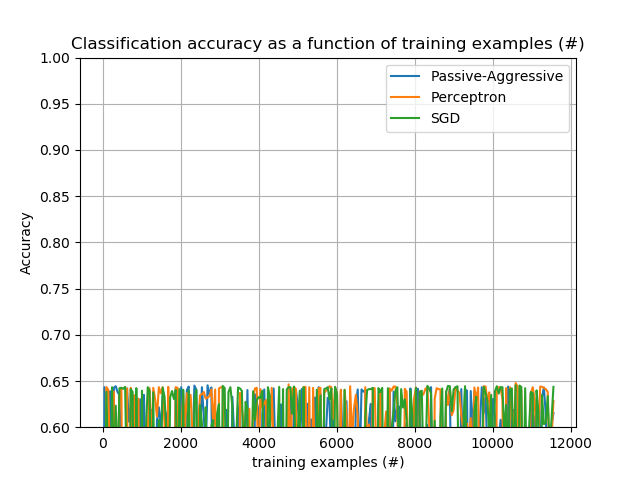 Classification accuracy as a function of training examples (#)
Passive-Aggressive
Perceptron
SGD
1.00
0.95
0.90
0.85
0.80
0.75
0.70
0.65
0.60
Accuracy
0
2000
4000
6000
8000
10000
12000
training examples (#)